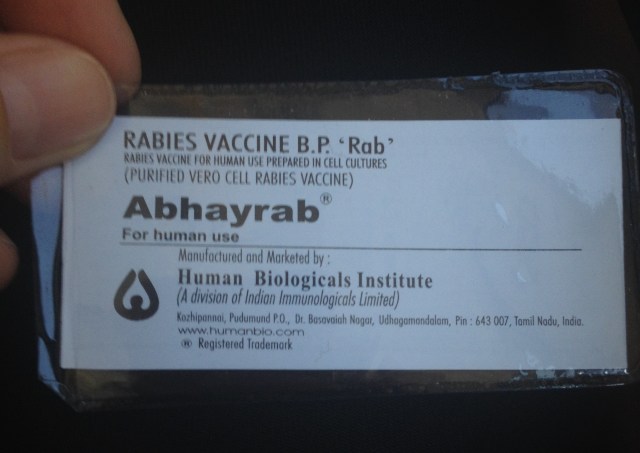 RABIES VACCINE B.P. ‘Rab’
RABIES VACCINE FOR HUMAN USE PREPARED IN CELL CULTURES
(PURIFIED VERO CELL RABIES VACCINE)
Abhayrab®
For human use
Manufactured and Marketed by :
Human Biologicals Institute
(A division of Indian Immunologicals Limited)
Kozhipannai, Pudumund P.O., Dr. Basavaiah Nagar, Udhagamandalam, Pin : 643 007, Tamil Nadu, India.
www.humanbio.com
® Registered Trademark